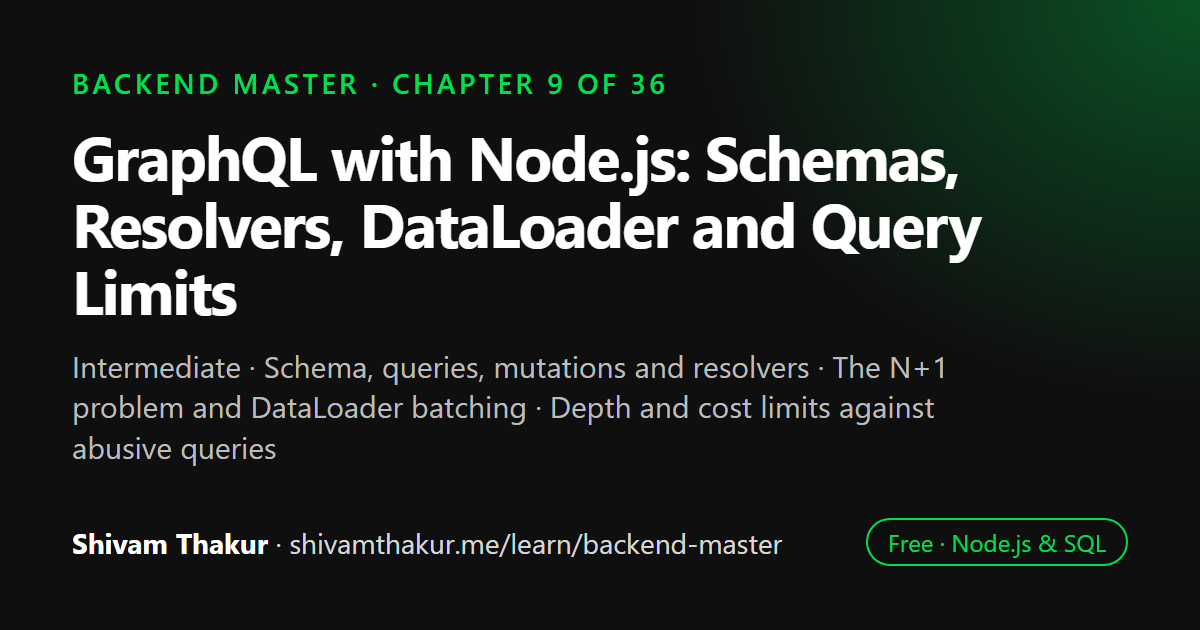 BACKEND MASTER · CHAPTER 9 OF 36
GraphQL with Node.js: Schemas,
Resolvers, DataLoader and Query
Limits
Intermediate · Schema, queries, mutations and resolvers · The N+1
problem and DataLoader batching · Depth and cost limits against
abusive queries
Shivam Thakur · shivamthakur.me/learn/backend-master
Free · Node.js & SQL